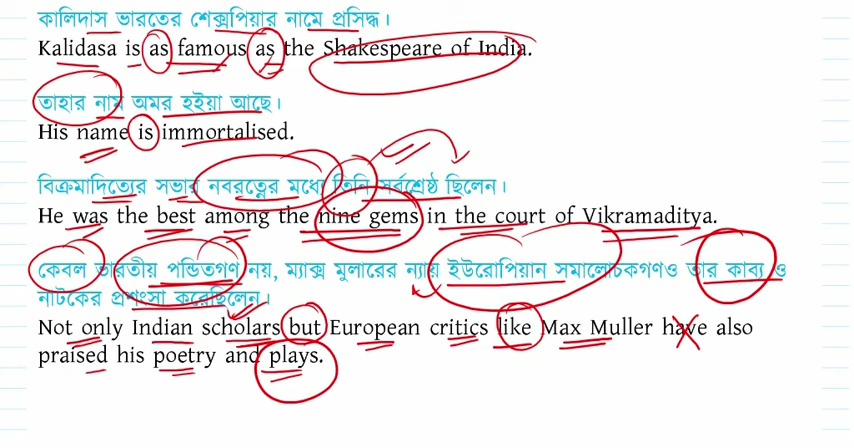 কালিদাস ভারতের শেক্সপিয়ার নামে প্রসিদ্ধ।
Kalidasa is as famous as the Shakespeare of India.
তাহার নাম অমর হইয়া আছে।
His name is immortalised.
বিক্রমাদিত্যের সভার নবরত্নের মধ্যে তিনি সর্বশ্রেষ্ঠ ছিলেন।
He was the best among the nine gems in the court of Vikramaditya.
কেবল ভারতীয় পন্ডিতগণ নয়, ম্যাক্স মুলারের ন্যায় ইউরোপিয়ান সমালোচকগণও তার কাব্য ও
নাটকের প্রশংসা করেছিলেন।
Not only Indian scholars but European critics like Max Muller have also
praised his poetry and plays.